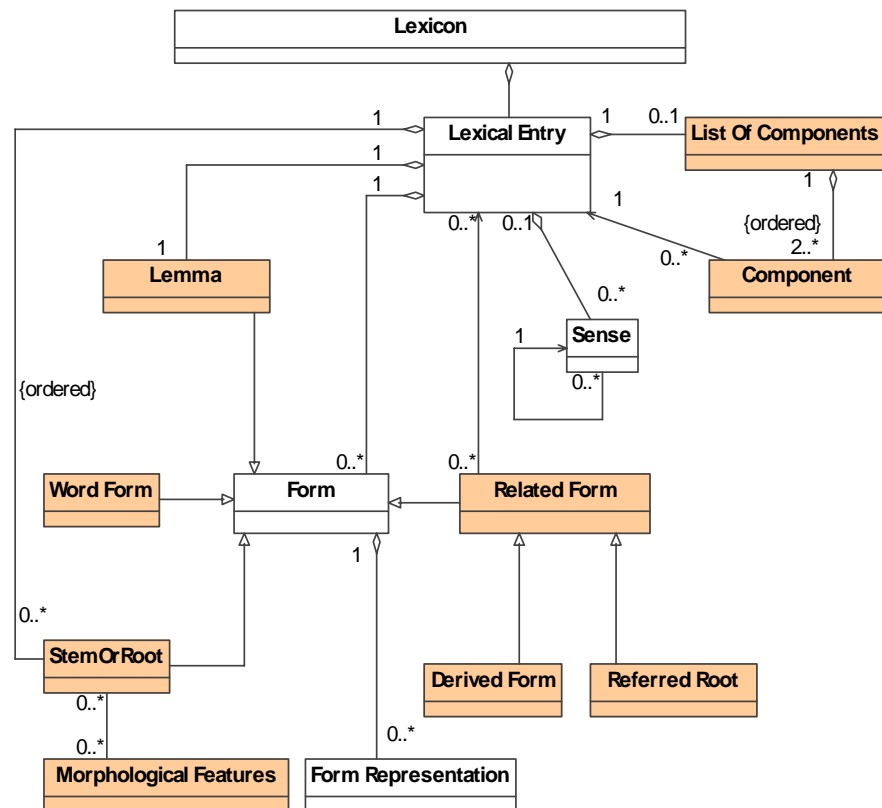 Lexicon
1
1
0..1
Lexical Entry
List Of Components
1
1
1
1
0..*
0..1
{ordered}
1
2..*
0..*
Lemma
Component
0..*
1
Sense
0..*
{ordered}
0..*
0..*
Word Form
Form
Related Form
1
0..*
StemOrRoot
Derived Form
Referred Root
0..*
0..*
0..*
Morphological Features
Form Representation